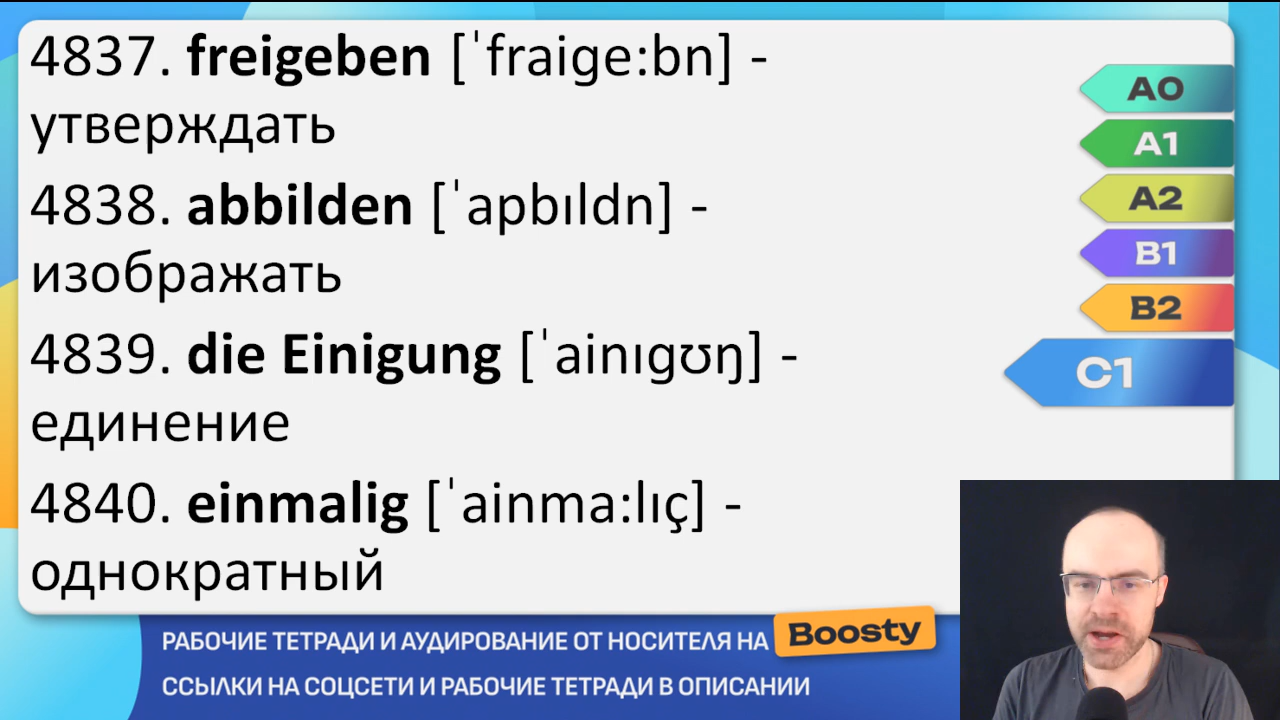 4837. freigeben [ˈfraige:bn] -
утверждать
4838. abbilden [ˈapbıldn] -
изображать
4839. die Einigung [ˈainıgʊŋ] -
единение
4840. einmalig [ˈainma:lıç] -
однократный
A0
A1
A2
B1
B2
C1
РАБОЧИЕ ТЕТРАДИ И АУДИРОВАНИЕ ОТ НОСИТЕЛЯ НА Boosty
ССЫЛКИ НА СОЦСЕТИ И РАБОЧИЕ ТЕТРАДИ В ОПИСАНИИ